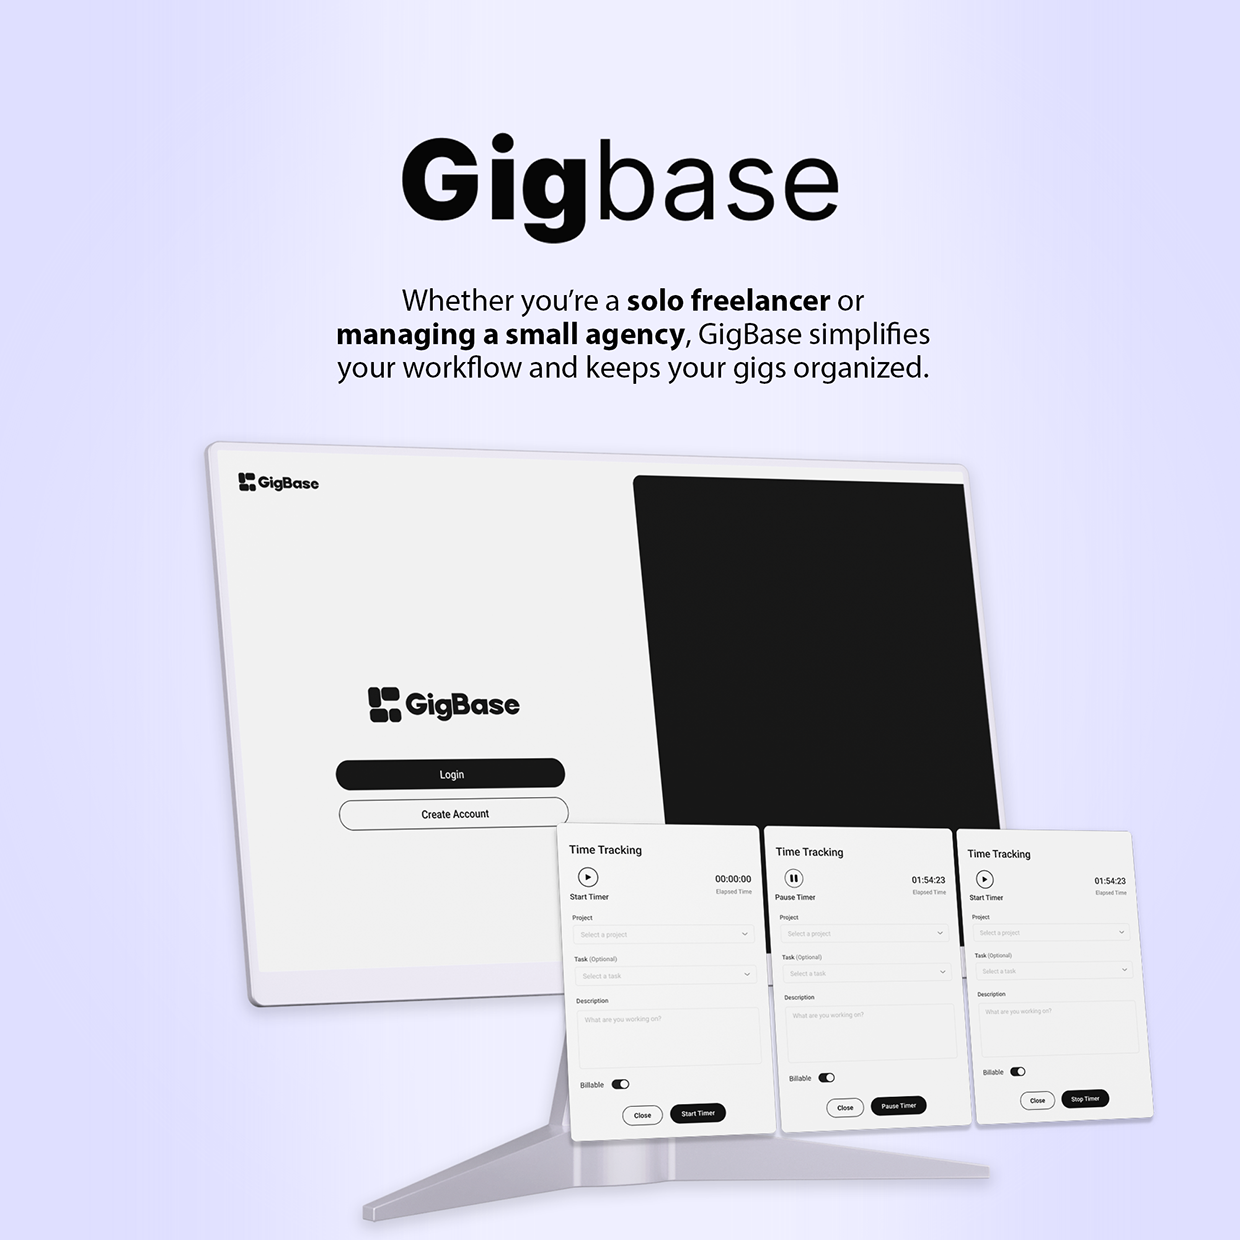 Gigbase
Whether you're a solo freelancer or
managing a small agency, GigBase simplifies
your workflow and keeps your gigs organized.
GigBase
GigBase
Login
Create Account
Time Tracking
00:00:00
Elapsed Time
Start Timer
Project
Select a project
Task (Optional)
Select a task
Description
What are you working on?
Billable
Close
Start Timer
Time Tracking
01:54:23
Elapsed Time
Pause Timer
Project
Select a project
Task (Optional)
Select a task
Description
What are you working on?
Billable
Close
Pause Timer
Time Tracking
01:54:23
Elapsed Time
Start Timer
Project
Select a project
Task (Optional)
Select a task
Description
What are you working on?
Billable
Close
Stop Timer